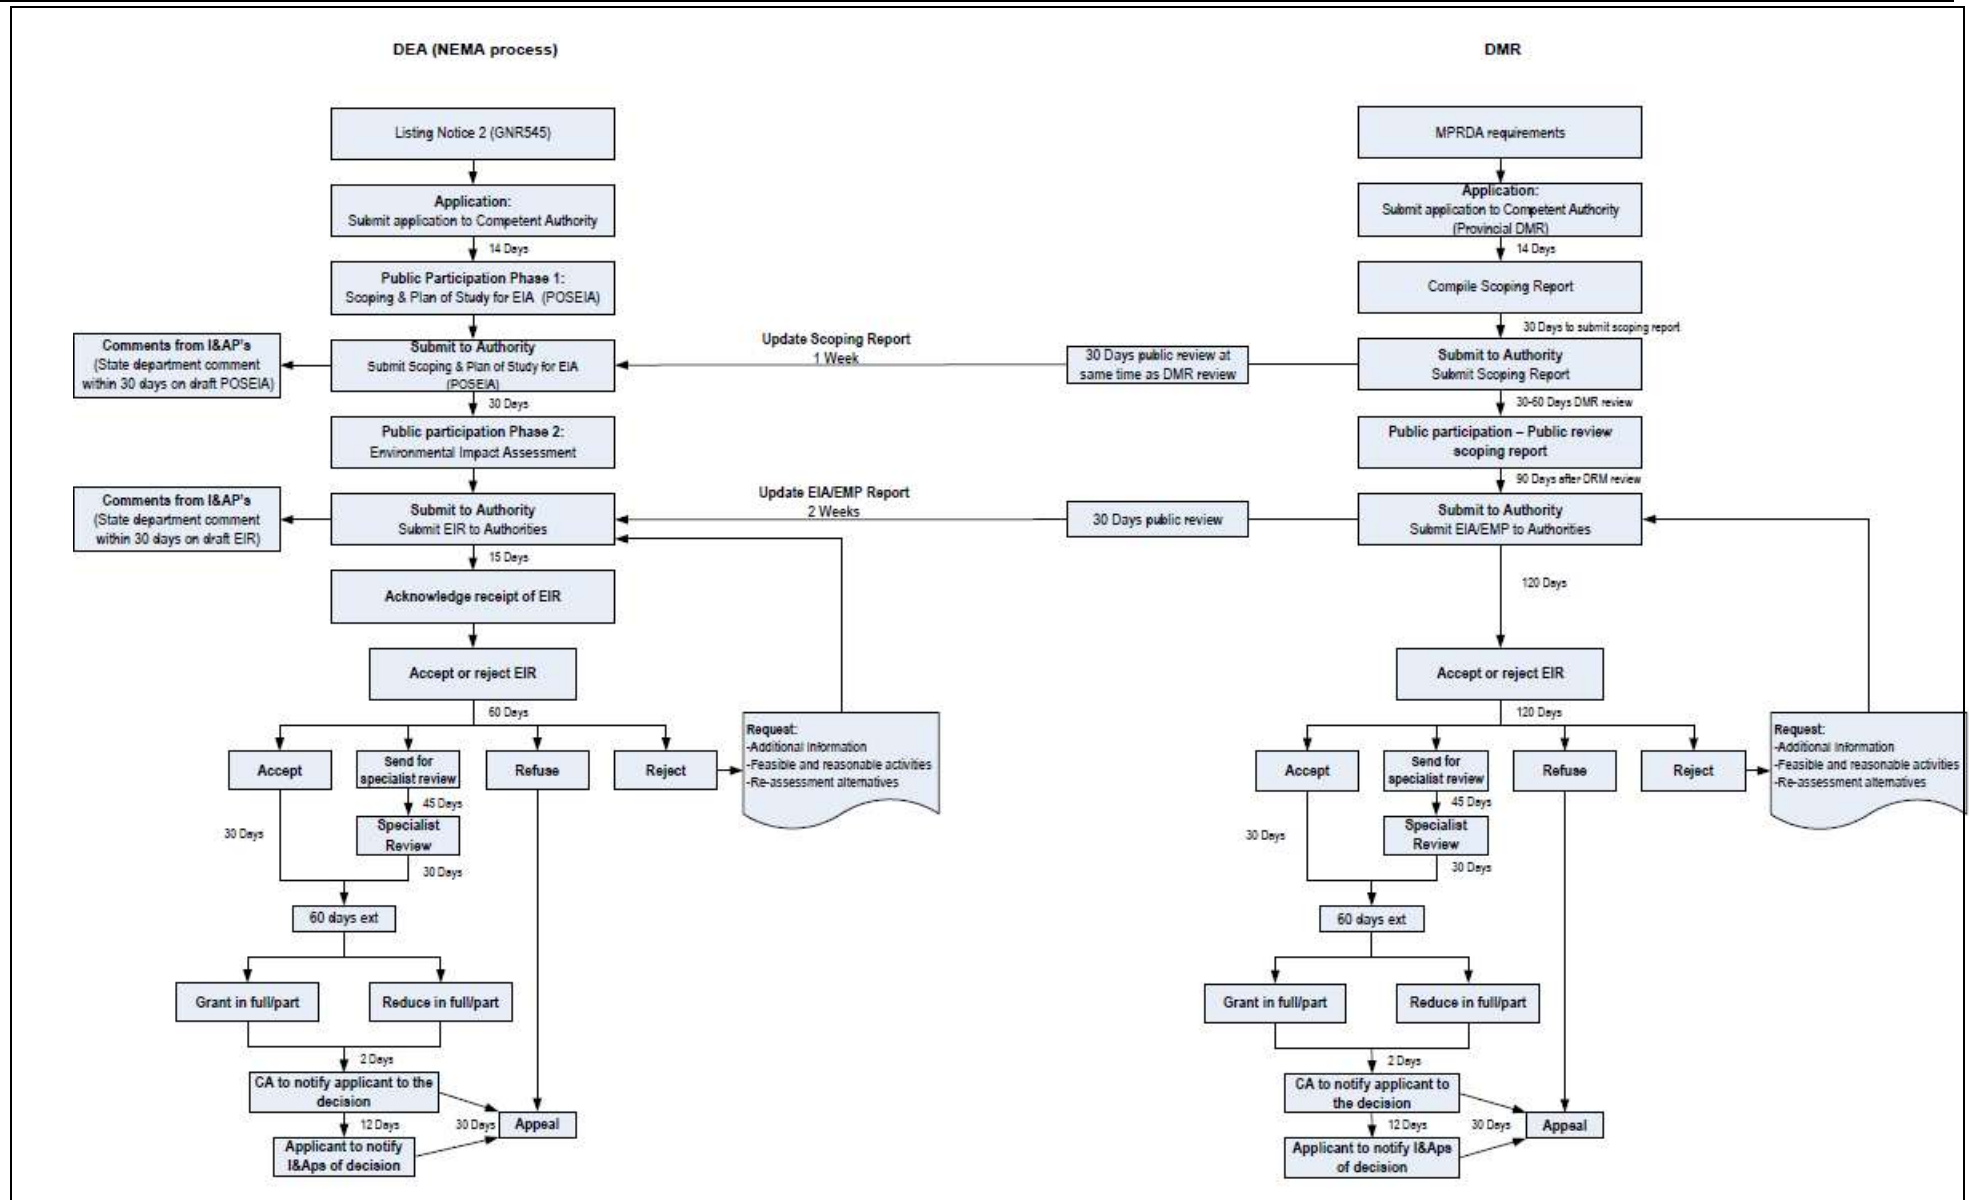 DEA (NEMA process)
Listing Notice 2 (GNR545)
Application:
Submit application to Competent Authority
14 Days
Public Participation Phase 1:
Scoping & Plan of Study for EIA (POSEIA)
Submit to Authority
Submit Scoping & Plan of Study for EIA
(POSEIA)
Comments from I&AP's
(State department comment
within 30 days on draft POSEIA)
30 Days
Public participation Phase 2:
Environmental Impact Assessment
Submit to Authority
Submit EIR to Authorities
Comments from I&AP's
(State department comment
within 30 days on draft EIR)
15 Days
Acknowledge receipt of EIR
Accept or reject EIR
60 Days
Accept
Send for
specialist review
Refuse
Reject
Request:
-Additional information
-Feasible and reasonable activities
-Re-assessment alternatives
45 Days
30 Days
Specialist
Review
30 Days
60 days ext
Grant in full/part
Reduce in full/part
2 Days
CA to notify applicant to the
decision
12 Days
30 Days
Appeal
Applicant to notify
I&Aps of decision
Update Scoping Report
1 Week
30 Days public review at
same time as DMR review
Update EIA/EMP Report
2 Weeks
30 Days public review
DMR
MPRDA requirements
Application:
Submit application to Competent Authority
(Provincial DMR)
14 Days
Compile Scoping Report
30 Days to submit scoping report
Submit to Authority
Submit Scoping Report
30-60 Days DMR review
Public participation – Public review
scoping report
90 Days after DRM review
Submit to Authority
Submit EIA/EMP to Authorities
120 Days
Accept or reject EIR
120 Days
Accept
Send for
specialist review
Refuse
Reject
Request:
-Additional information
-Feasible and reasonable activities
-Re-assessment alternatives
45 Days
30 Days
Specialist
Review
30 Days
60 days ext
Grant in full/part
Reduce in full/part
2 Days
CA to notify applicant to
the decision
12 Days
30 Days
Appeal
Applicant to notify I&Aps
of decision